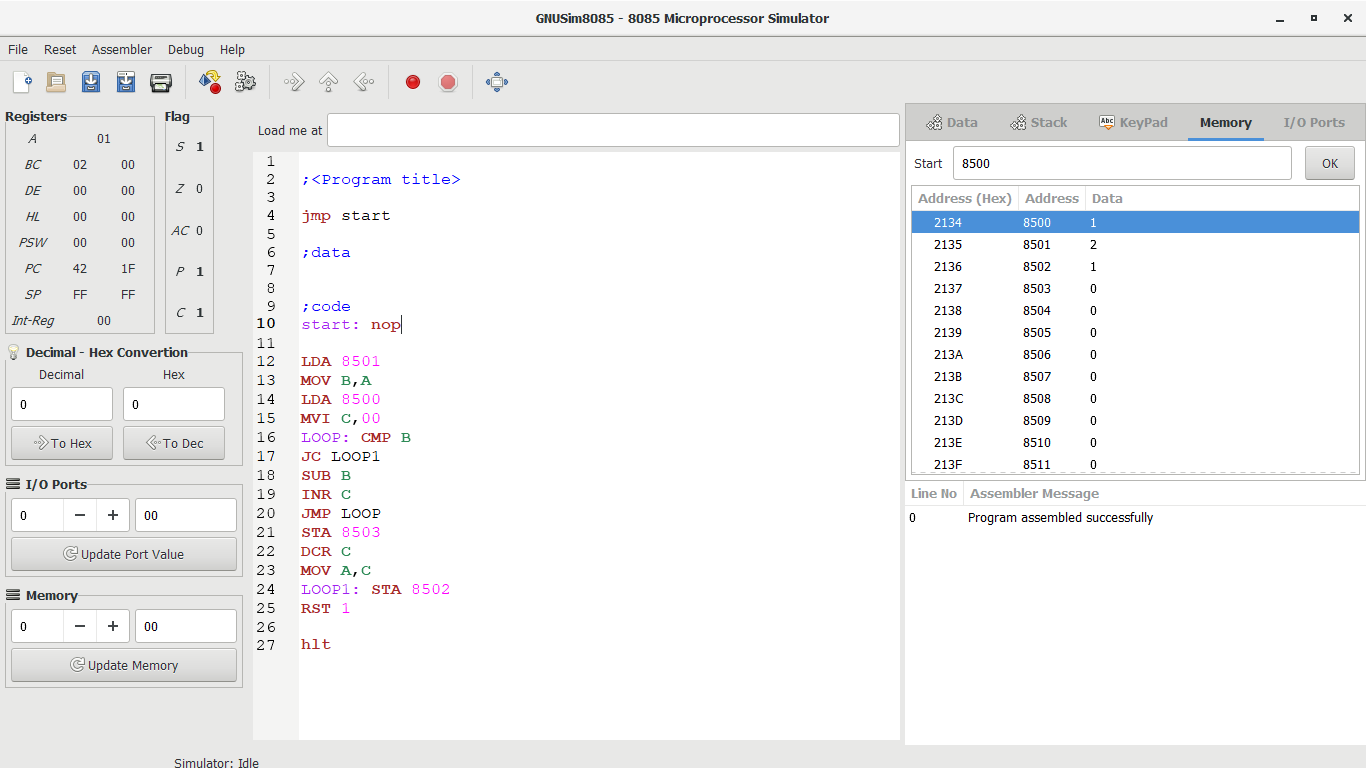 GNUSim8085 - 8085 Microprocessor Simulator
File Reset Assembler Debug Help
Registers
A 01
BC 02 00
DE 00 00
HL 00 00
PSW 00 00
PC 42 1F
SP FF FF
Int-Reg 00
Flag
S 1
Z 0
AC 0
P 1
C 1
Decimal - Hex Convertion
Decimal Hex
0 0
To Hex To Dec
I/O Ports
0 − + 00
Update Port Value
Memory
0 − + 00
Update Memory
Load me at
1
2 ;<Program title>
3
4 jmp start
5
6 ;data
7
8
9 ;code
10 start: nop
11
12 LDA 8501
13 MOV B,A
14 LDA 8500
15 MVI C,00
16 LOOP: CMP B
17 JC LOOP1
18 SUB B
19 INR C
20 JMP LOOP
21 STA 8503
22 DCR C
23 MOV A,C
24 LOOP1: STA 8502
25 RST 1
26
27 hlt
Data Stack Abc KeyPad Memory I/O Ports
Start 8500 OK
Address (Hex) Address Data
2134 8500 1
2135 8501 2
2136 8502 1
2137 8503 0
2138 8504 0
2139 8505 0
213A 8506 0
213B 8507 0
213C 8508 0
213D 8509 0
213E 8510 0
213F 8511 0
Line No Assembler Message
0 Program assembled successfully
Simulator: Idle